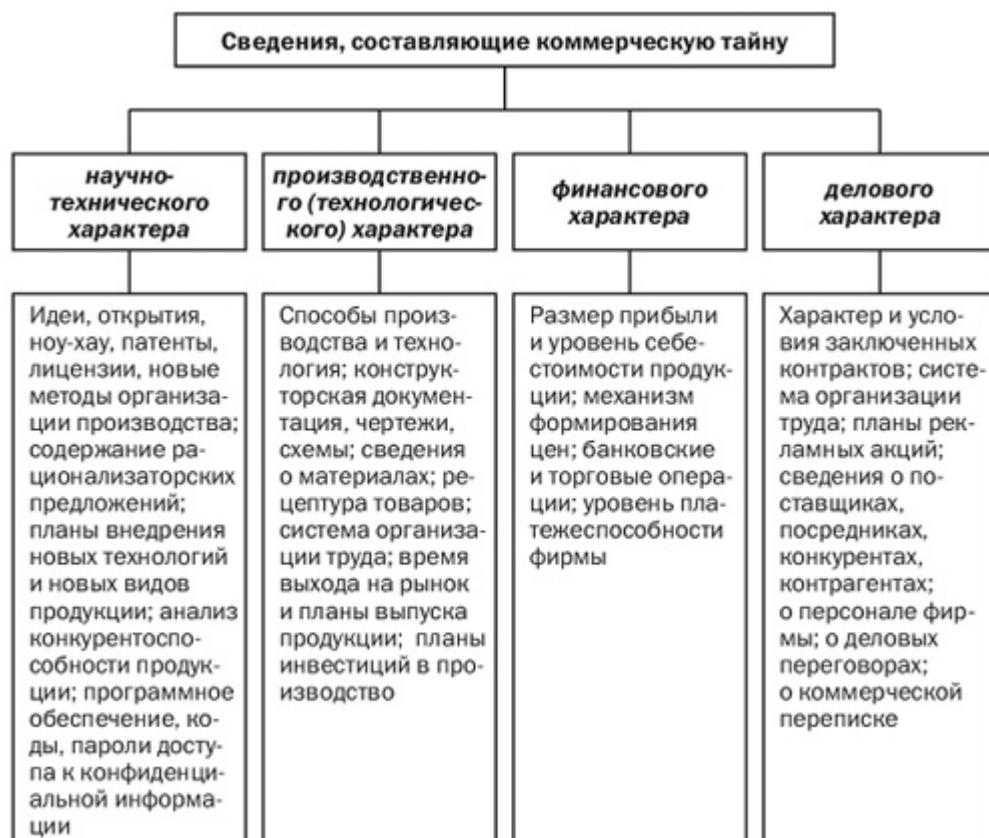 Сведения, составляющие коммерческую тайну
научно-
технического
характера
производственно-
го (технологичес-
кого) характера
финансового
характера
делового
характера
Идеи, открытия,
ноу-хау, патенты,
лицензии, новые
методы организа-
ции производства;
содержание ра-
ционализаторских
предложений;
планы внедрения
новых технологий
и новых видов
продукции; анализ
конкурентоспо-
собности продук-
ции; программное
обеспечение, ко-
ды, пароли досту-
па к конфиденци-
альной информа-
ции
Способы произ-
водства и техно-
логия; конструк-
торская докумен-
тация, чертежи,
схемы; сведения
о материалах; ре-
цептура товаров;
система организа-
ции труда; время
выхода на рынок
и планы выпуска
продукции; планы
инвестиций в про-
изводство
Размер прибыли
и уровень себе-
стоимости продук-
ции; механизм
формирования
цен; банковские
и торговые опера-
ции; уровень пла-
тежеспособности
фирмы
Характер и усло-
вия заключенных
контрактов; систе-
ма организации
труда; планы рек-
ламных акций;
сведения о по-
ставщиках,
посредниках,
конкурентах,
контрагентах;
о персонале фир-
мы; о деловых
переговорах;
о коммерческой
переписке